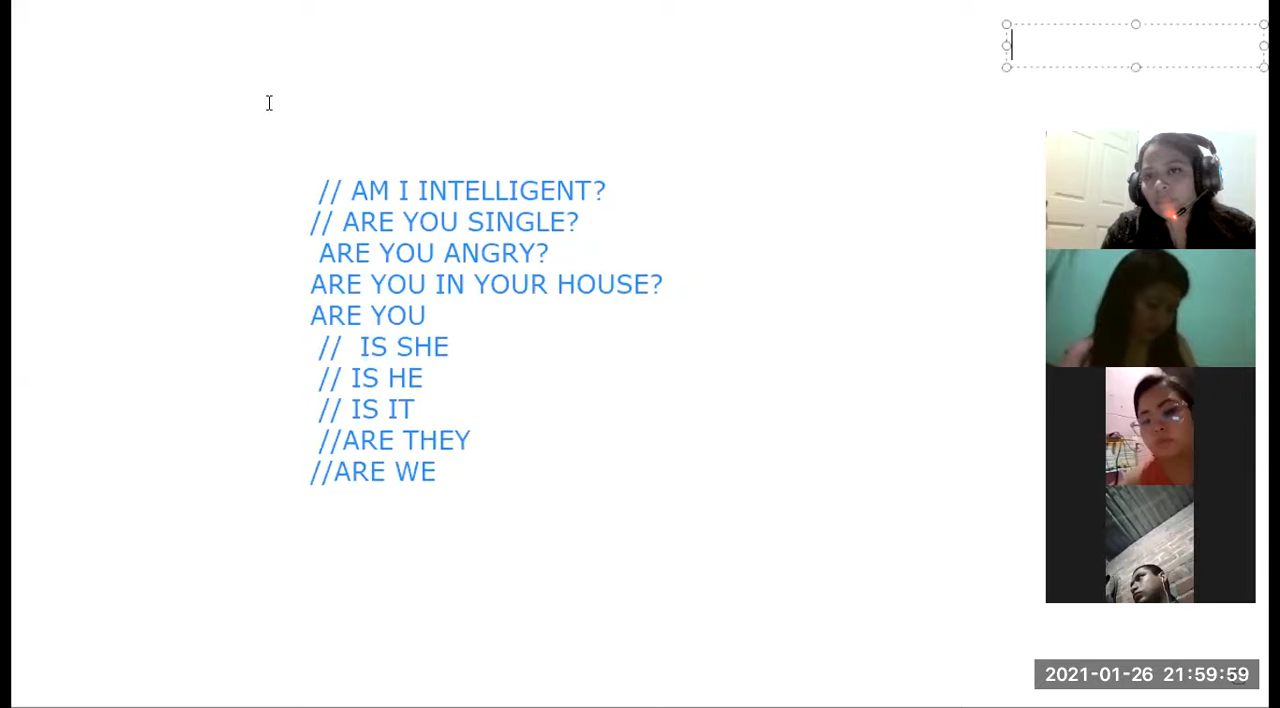 // AM I INTELLIGENT?
// ARE YOU SINGLE?
ARE YOU ANGRY?
ARE YOU IN YOUR HOUSE?
ARE YOU
// IS SHE
// IS HE
// IS IT
//ARE THEY
//ARE WE
2021-01-26 21:59:59